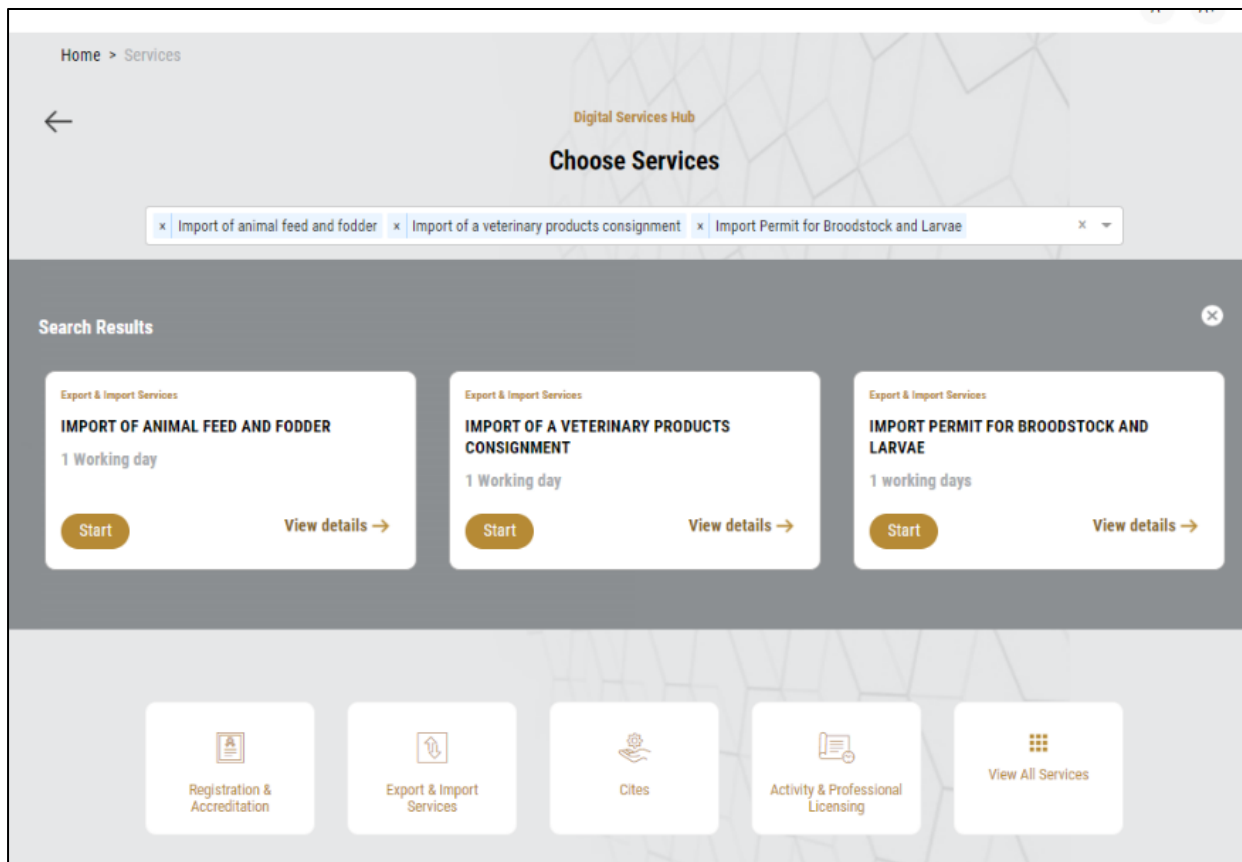 Home > Services
Digital Services Hub
Choose Services
× Import of animal feed and fodder × Import of a veterinary products consignment × Import Permit for Broodstock and Larvae ×
Search Results
Export & Import Services
IMPORT OF ANIMAL FEED AND FODDER
1 Working day
Start View details →
Export & Import Services
IMPORT OF A VETERINARY PRODUCTS
CONSIGNMENT
1 Working day
Start View details →
Export & Import Services
IMPORT PERMIT FOR BROODSTOCK AND
LARVAE
1 working days
Start View details →
Registration &
Accreditation
Export & Import
Services
Cites
Activity & Professional
Licensing
View All Services